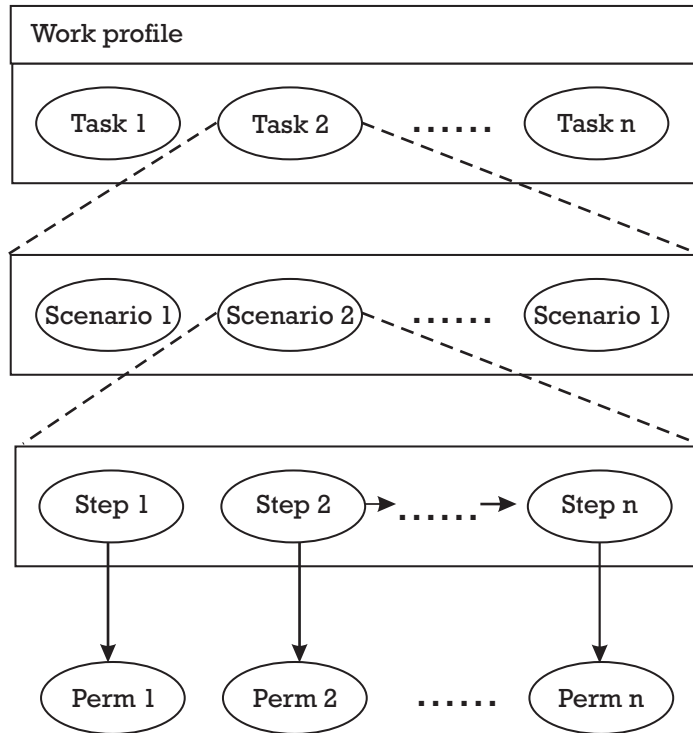 Work profile
Task 1 Task 2 ...... Task n
Scenario 1 Scenario 2 ...... Scenario 1
Step 1 Step 2 ...... Step n
Perm 1 Perm 2 ...... Perm n